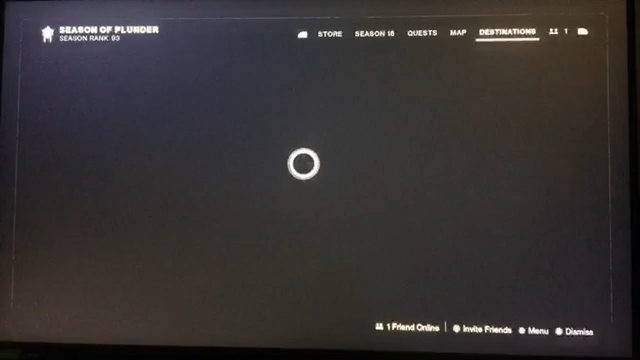 SEASON OF PLUNDER
SEASON RANK 93
STORE SEASON 18 QUESTS MAP DESTINATIONS 1
1 Friend Online Invite Friends Menu Dismiss